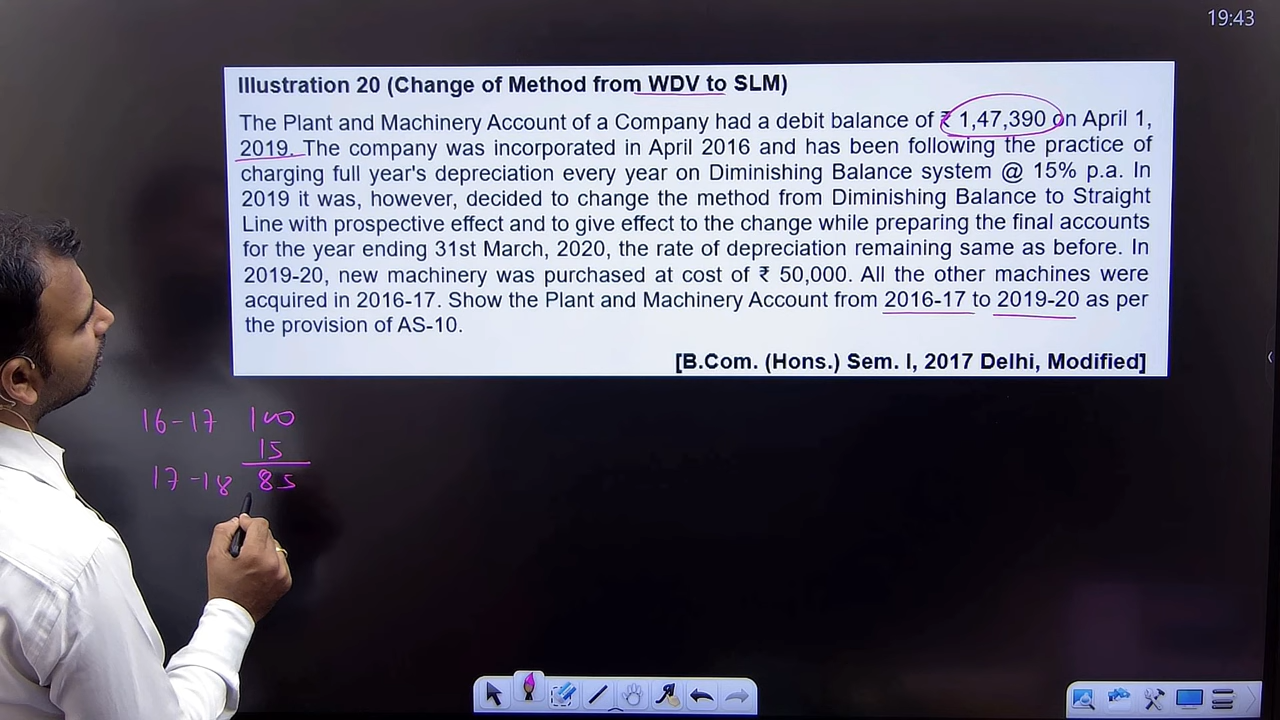 19:43
Illustration 20 (Change of Method from WDV to SLM)
The Plant and Machinery Account of a Company had a debit balance of ₹ 1,47,390 on April 1,
2019. The company was incorporated in April 2016 and has been following the practice of
charging full year's depreciation every year on Diminishing Balance system @ 15% p.a. In
2019 it was, however, decided to change the method from Diminishing Balance to Straight
Line with prospective effect and to give effect to the change while preparing the final accounts
for the year ending 31st March, 2020, the rate of depreciation remaining same as before. In
2019-20, new machinery was purchased at cost of ₹ 50,000. All the other machines were
acquired in 2016-17. Show the Plant and Machinery Account from 2016-17 to 2019-20 as per
the provision of AS-10.
[B.Com. (Hons.) Sem. I, 2017 Delhi, Modified]
16-17 100
15
17-18 85